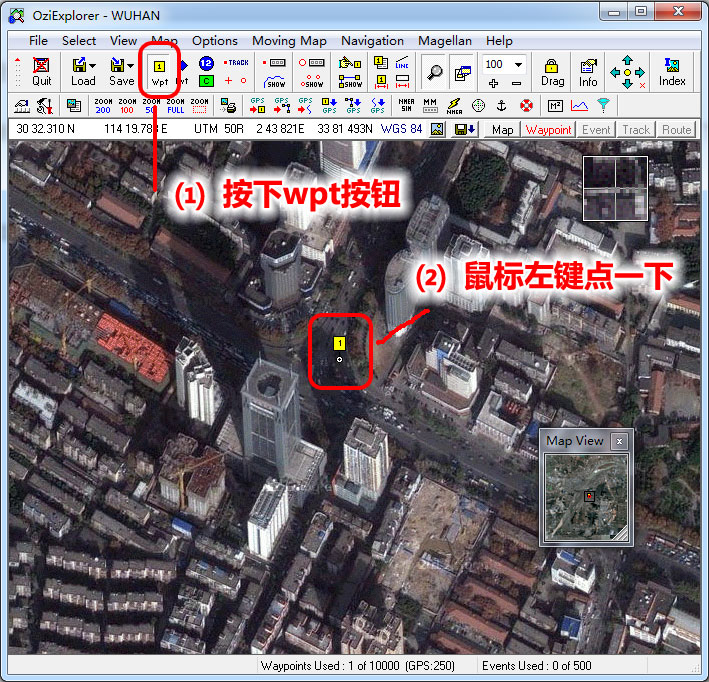 OziExplorer - WUHAN
File Select View Map Options Moving Map Navigation Magellan Help
Quit Load Save Wpt TRACK SHOW SHOW SHOW LINE 100 Drag Info Index
12 C
ZOOM 200 ZOOM 100 ZOOM 50 ZOOM FULL ZOOM GPS GPS GPS GPS GPS GPS NMEA SIM MM NMEA M²
30 32.310 N 114 19.788 E UTM 50R 2 43 821E 33 81 493N WGS 84 Map Waypoint Event Track Route
(1) 按下wpt按钮
(2) 鼠标左键点一下
1
Map View
Waypoints Used : 1 of 10000 (GPS:250) Events Used : 0 of 500